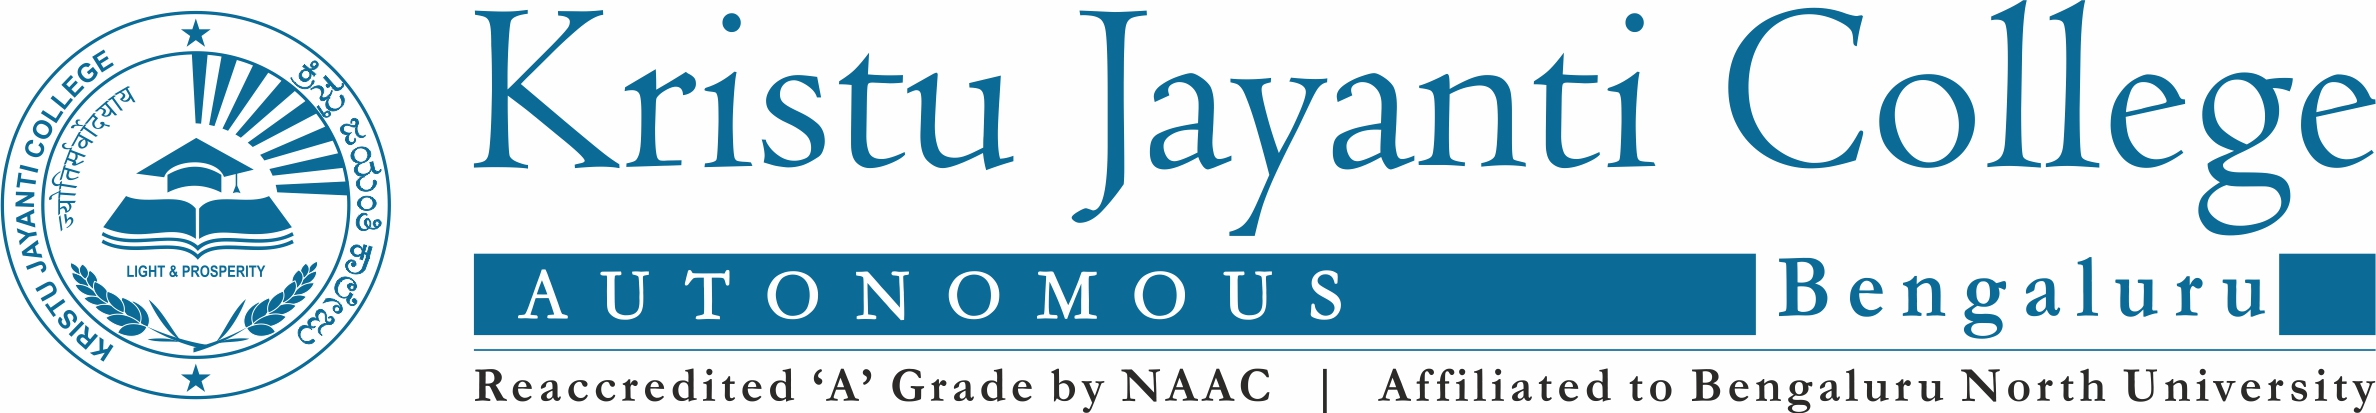 KRISTU JAYANTI COLLEGE
ಕ್ರಿಸ್ತು ಜಯಂತಿ ಕಾಲೇಜು
ज्योतिर्सर्वोदयाय
LIGHT & PROSPERITY
Kristu Jayanti College
AUTONOMOUS
Bengaluru
Reaccredited ‘A’ Grade by NAAC | Affiliated to Bengaluru North University